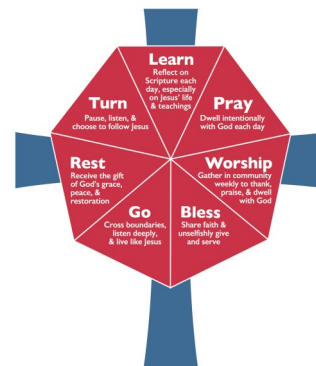 Learn
Reflect on
Scripture each
day, especially
on Jesus' life
& teachings
Pray
Dwell intentionally
with God each day
Worship
Gather in community
weekly to thank,
praise, & dwell
with God
Bless
Share faith &
unselfishly give
and serve
Go
Cross boundaries,
listen deeply,
& live like Jesus
Rest
Receive the gift
of God's grace,
peace, &
restoration
Turn
Pause, listen, &
choose to follow Jesus